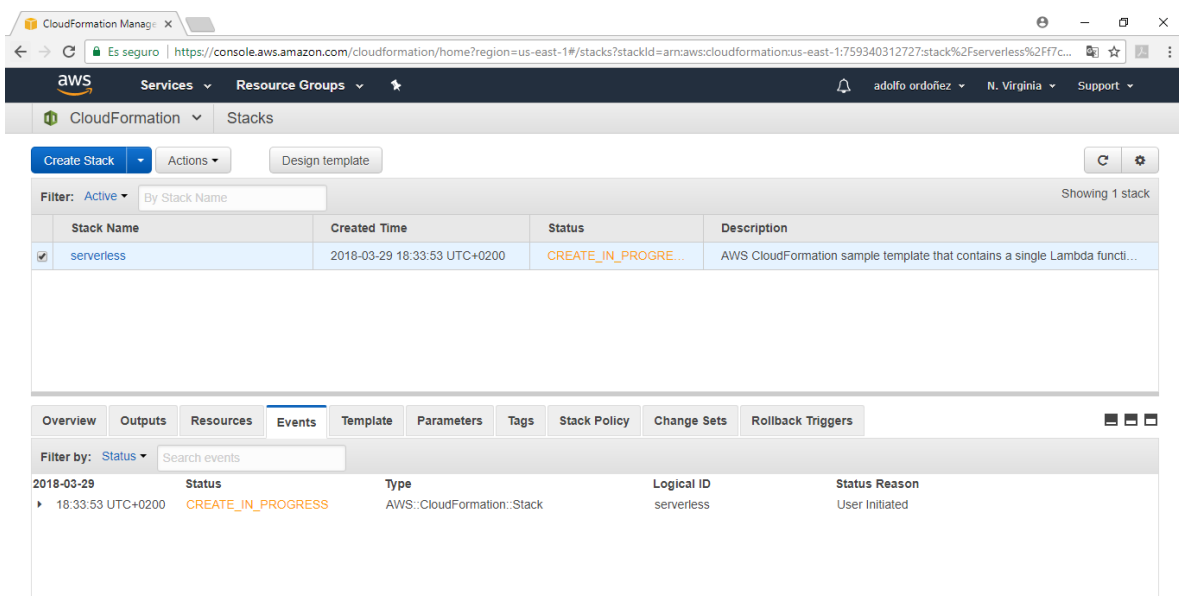 CloudFormation Manage
Es seguro | https://console.aws.amazon.com/cloudformation/home?region=us-east-1#/stacks?stackId=arn:aws:cloudformation:us-east-1:759340312727:stack%2Fserverless%2Ff7c...
aws Services Resource Groups adolfo ordoñez N. Virginia Support
CloudFormation Stacks
Create Stack Actions Design template
Filter: Active By Stack Name Showing 1 stack
Stack Name Created Time Status Description
serverless 2018-03-29 18:33:53 UTC+0200 CREATE_IN_PROGRE... AWS CloudFormation sample template that contains a single Lambda functi...
Overview Outputs Resources Events Template Parameters Tags Stack Policy Change Sets Rollback Triggers
Filter by: Status Search events
2018-03-29 Status Type Logical ID Status Reason
18:33:53 UTC+0200 CREATE_IN_PROGRESS AWS::CloudFormation::Stack serverless User Initiated